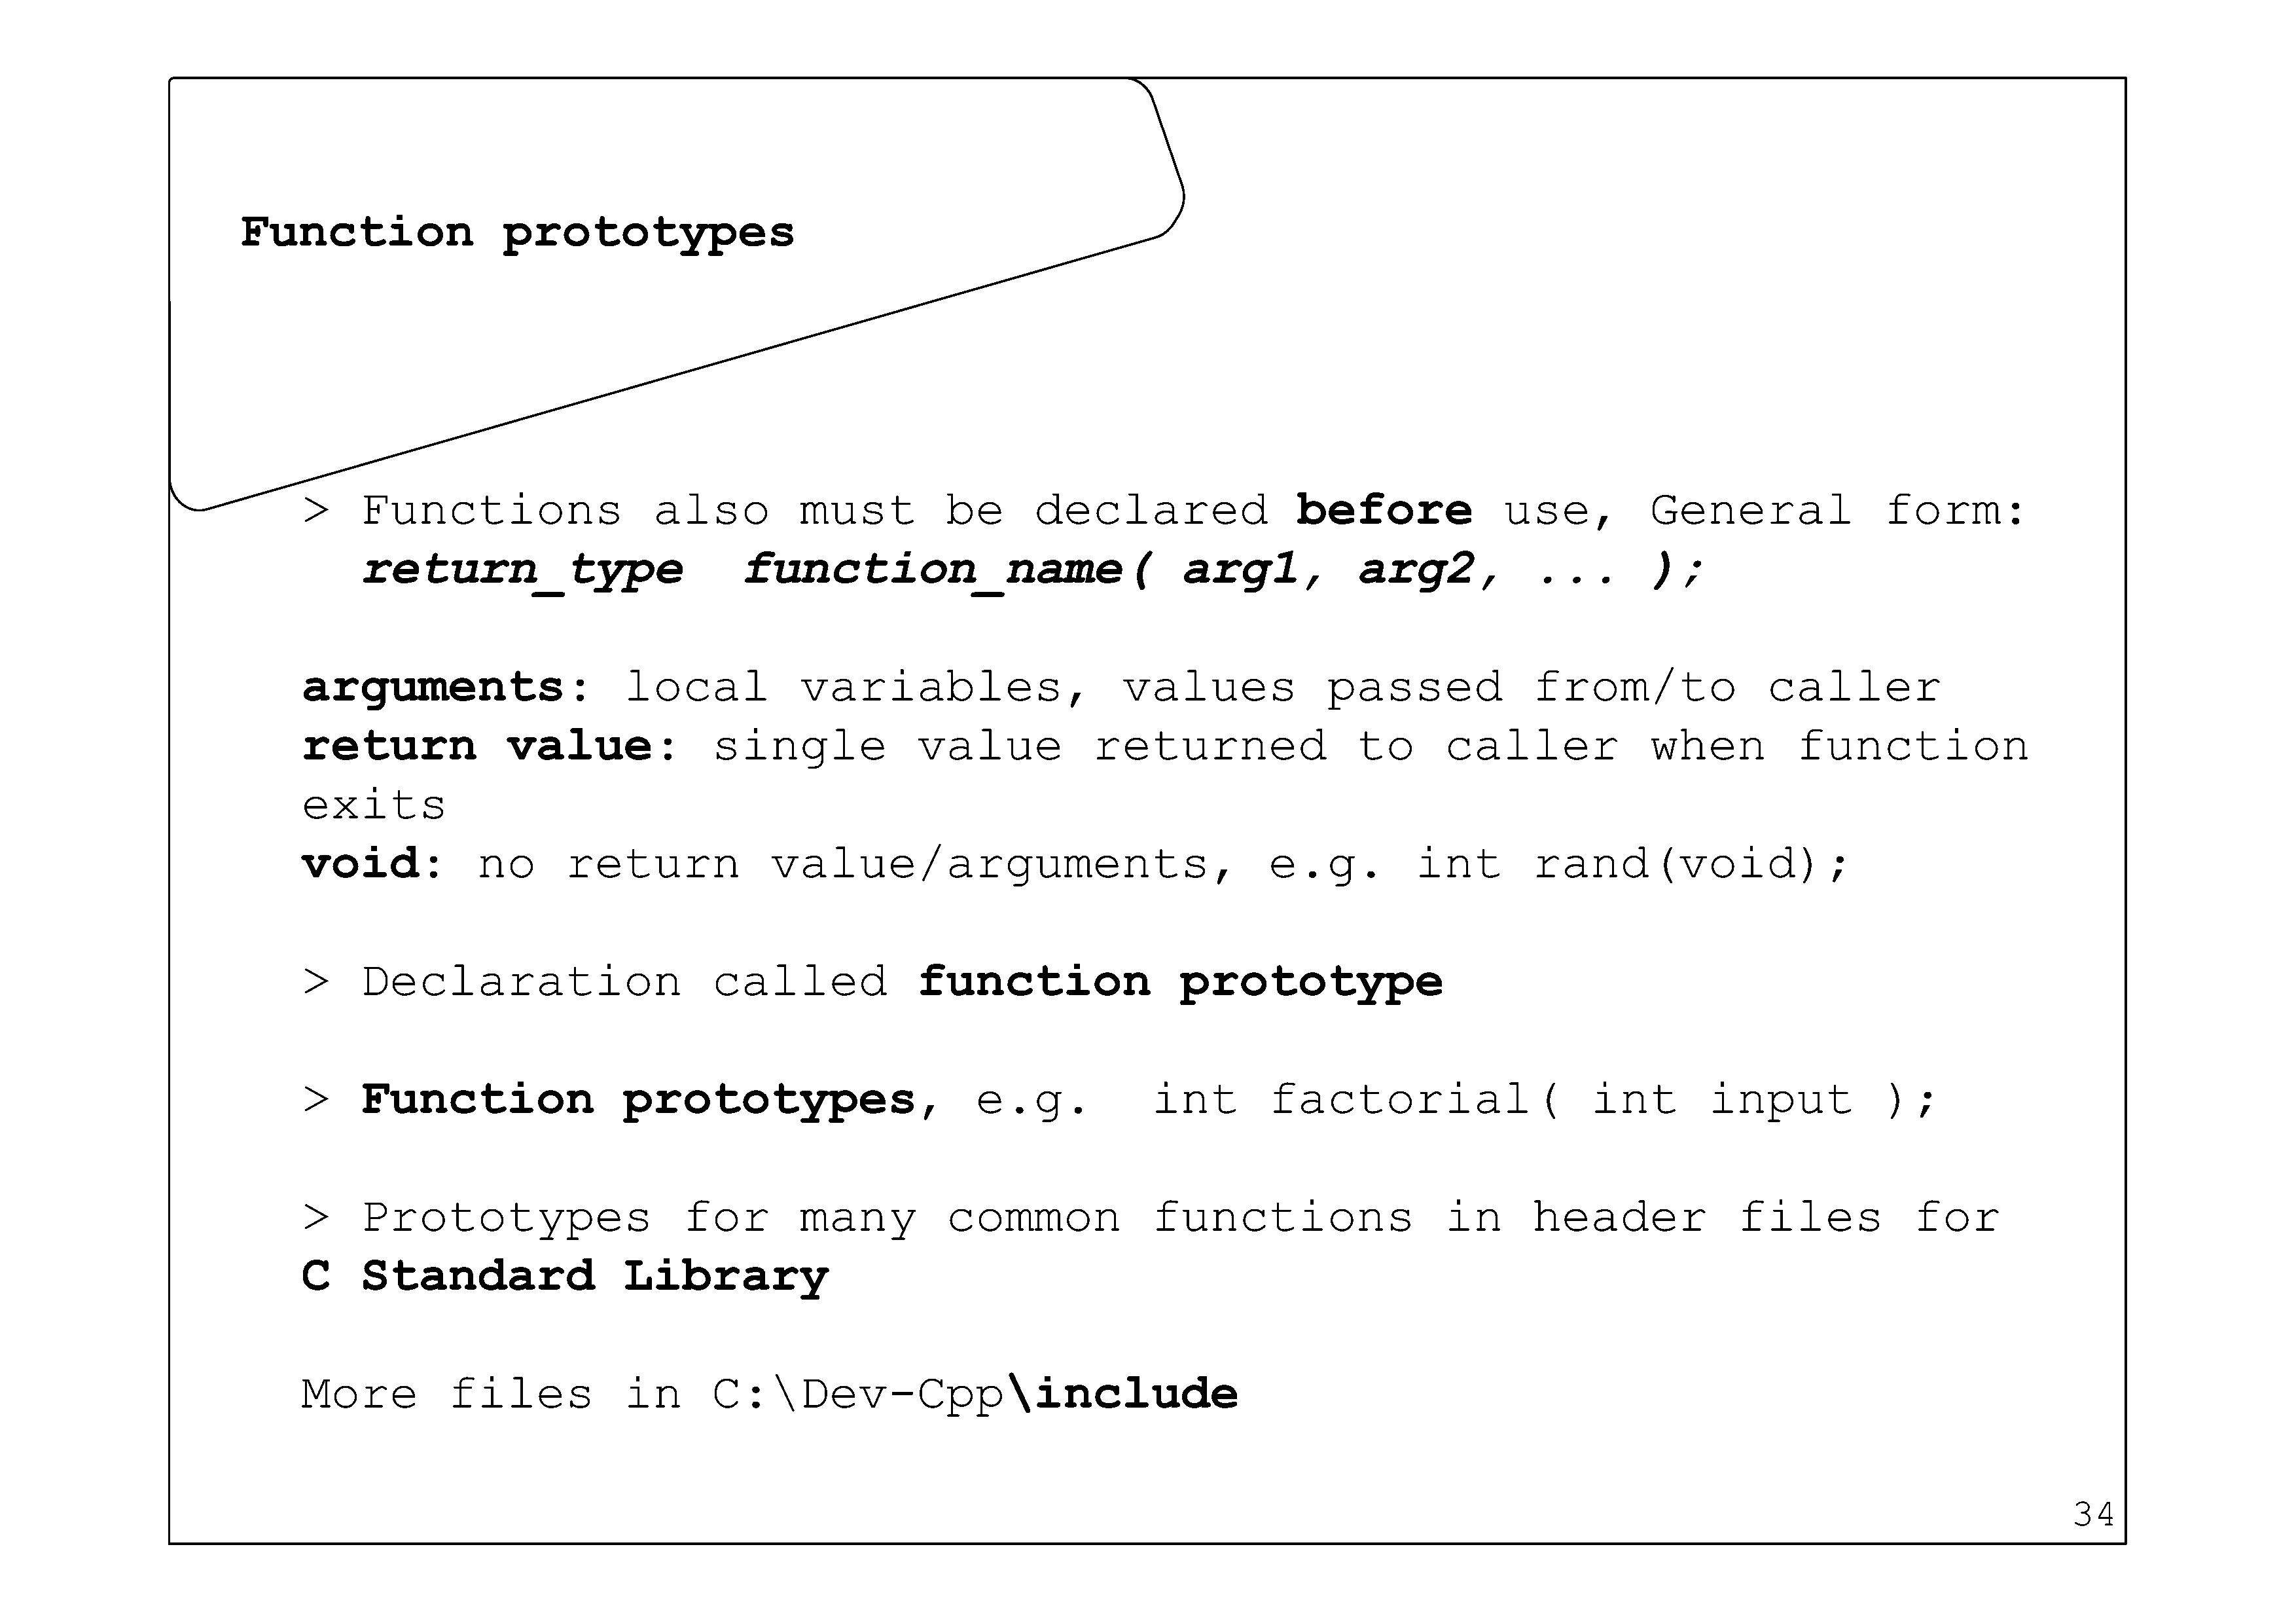 Function prototypes
> Functions also must be declared before use, General form:
return_type  function_name( arg1, arg2, ... );
arguments: local variables, values passed from/to caller
return value: single value returned to caller when function
exits
void: no return value/arguments, e.g. int rand(void);
> Declaration called function prototype
> Function prototypes, e.g.  int factorial( int input );
> Prototypes for many common functions in header files for
C Standard Library
More files in C:\Dev-Cpp\include
34